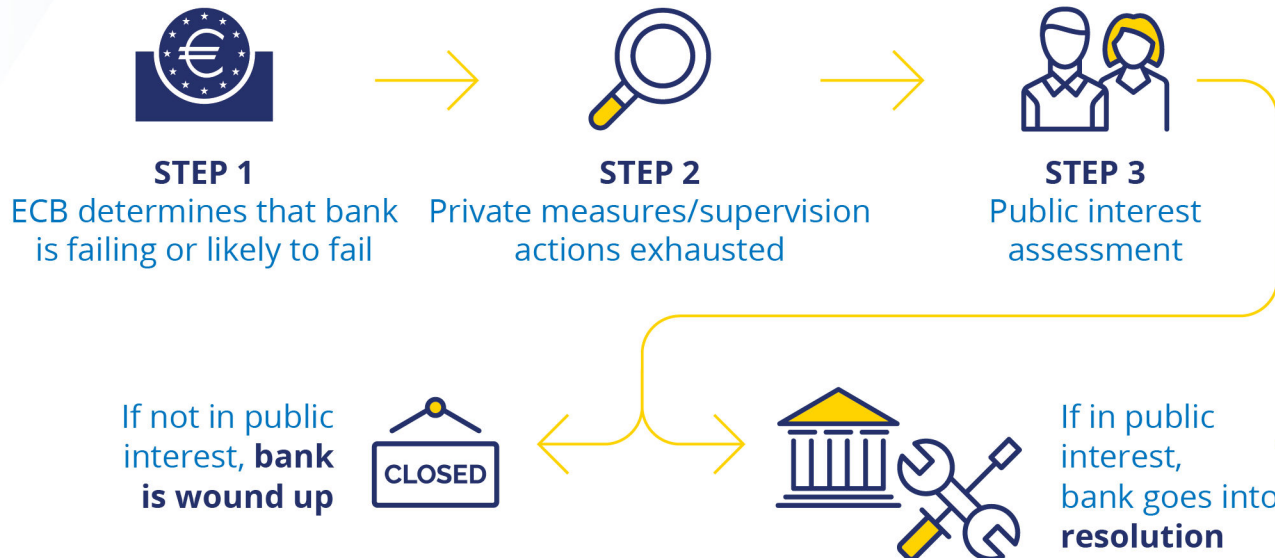 €
STEP 1
ECB determines that bank
is failing or likely to fail
STEP 2
Private measures/supervision
actions exhausted
STEP 3
Public interest
assessment
If not in public
interest, bank
is wound up
CLOSED
If in public
interest,
bank goes into
resolution